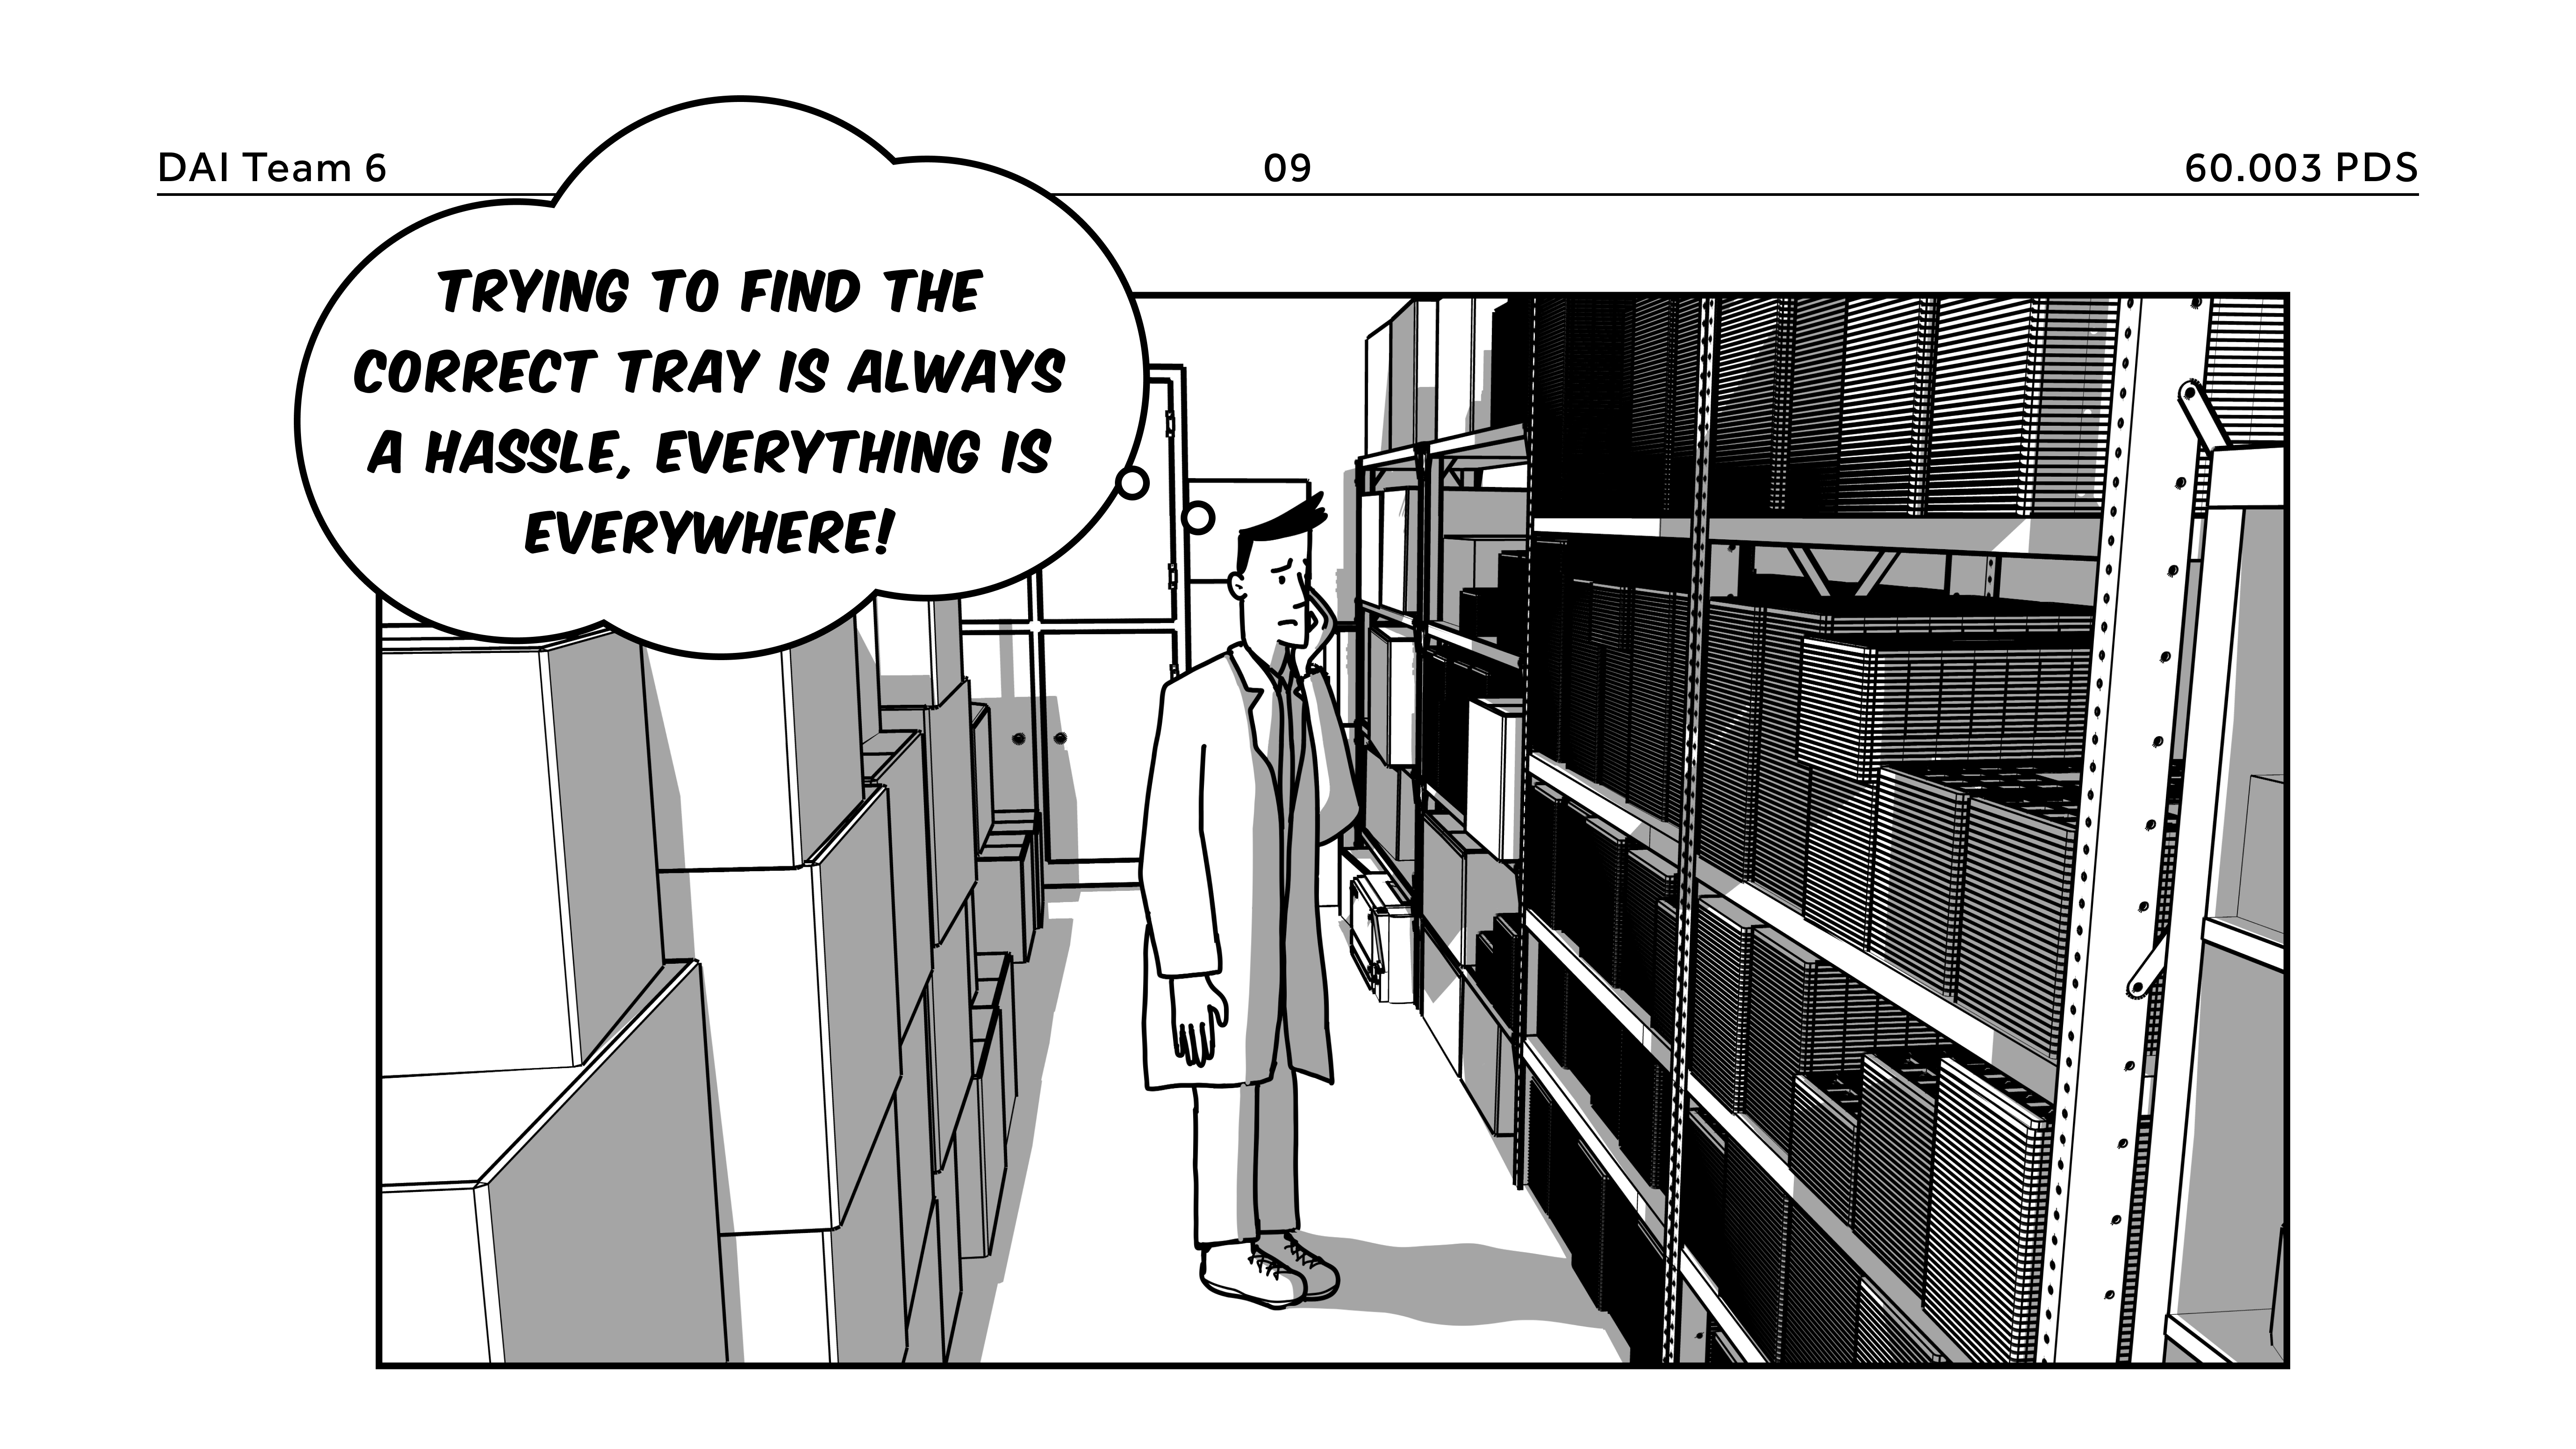 DAI Team 6
09
60.003 PDS
TRYING TO FIND THE
CORRECT TRAY IS ALWAYS
A HASSLE, EVERYTHING IS
EVERYWHERE!